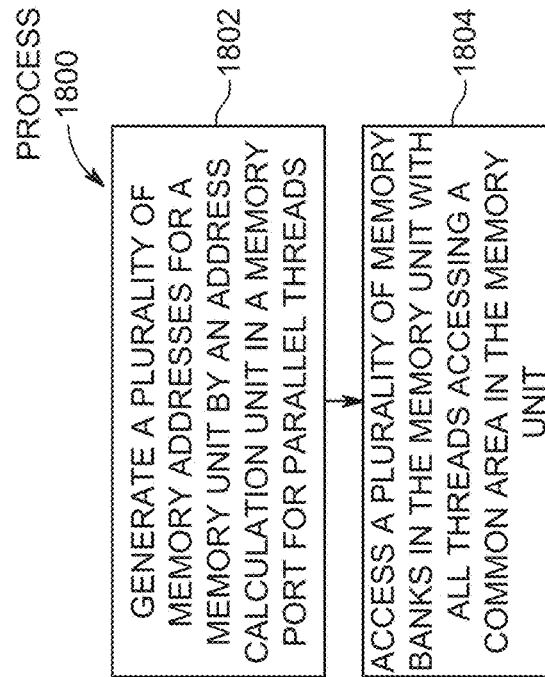 PROCESS
1800
GENERATE A PLURALITY OF
MEMORY ADDRESSES FOR A
MEMORY UNIT BY AN ADDRESS
CALCULATION UNIT IN A MEMORY
PORT FOR PARALLEL THREADS
1802
ACCESS A PLURALITY OF MEMORY
BANKS IN THE MEMORY UNIT WITH
ALL THREADS ACCESSING A
COMMON AREA IN THE MEMORY
UNIT
1804